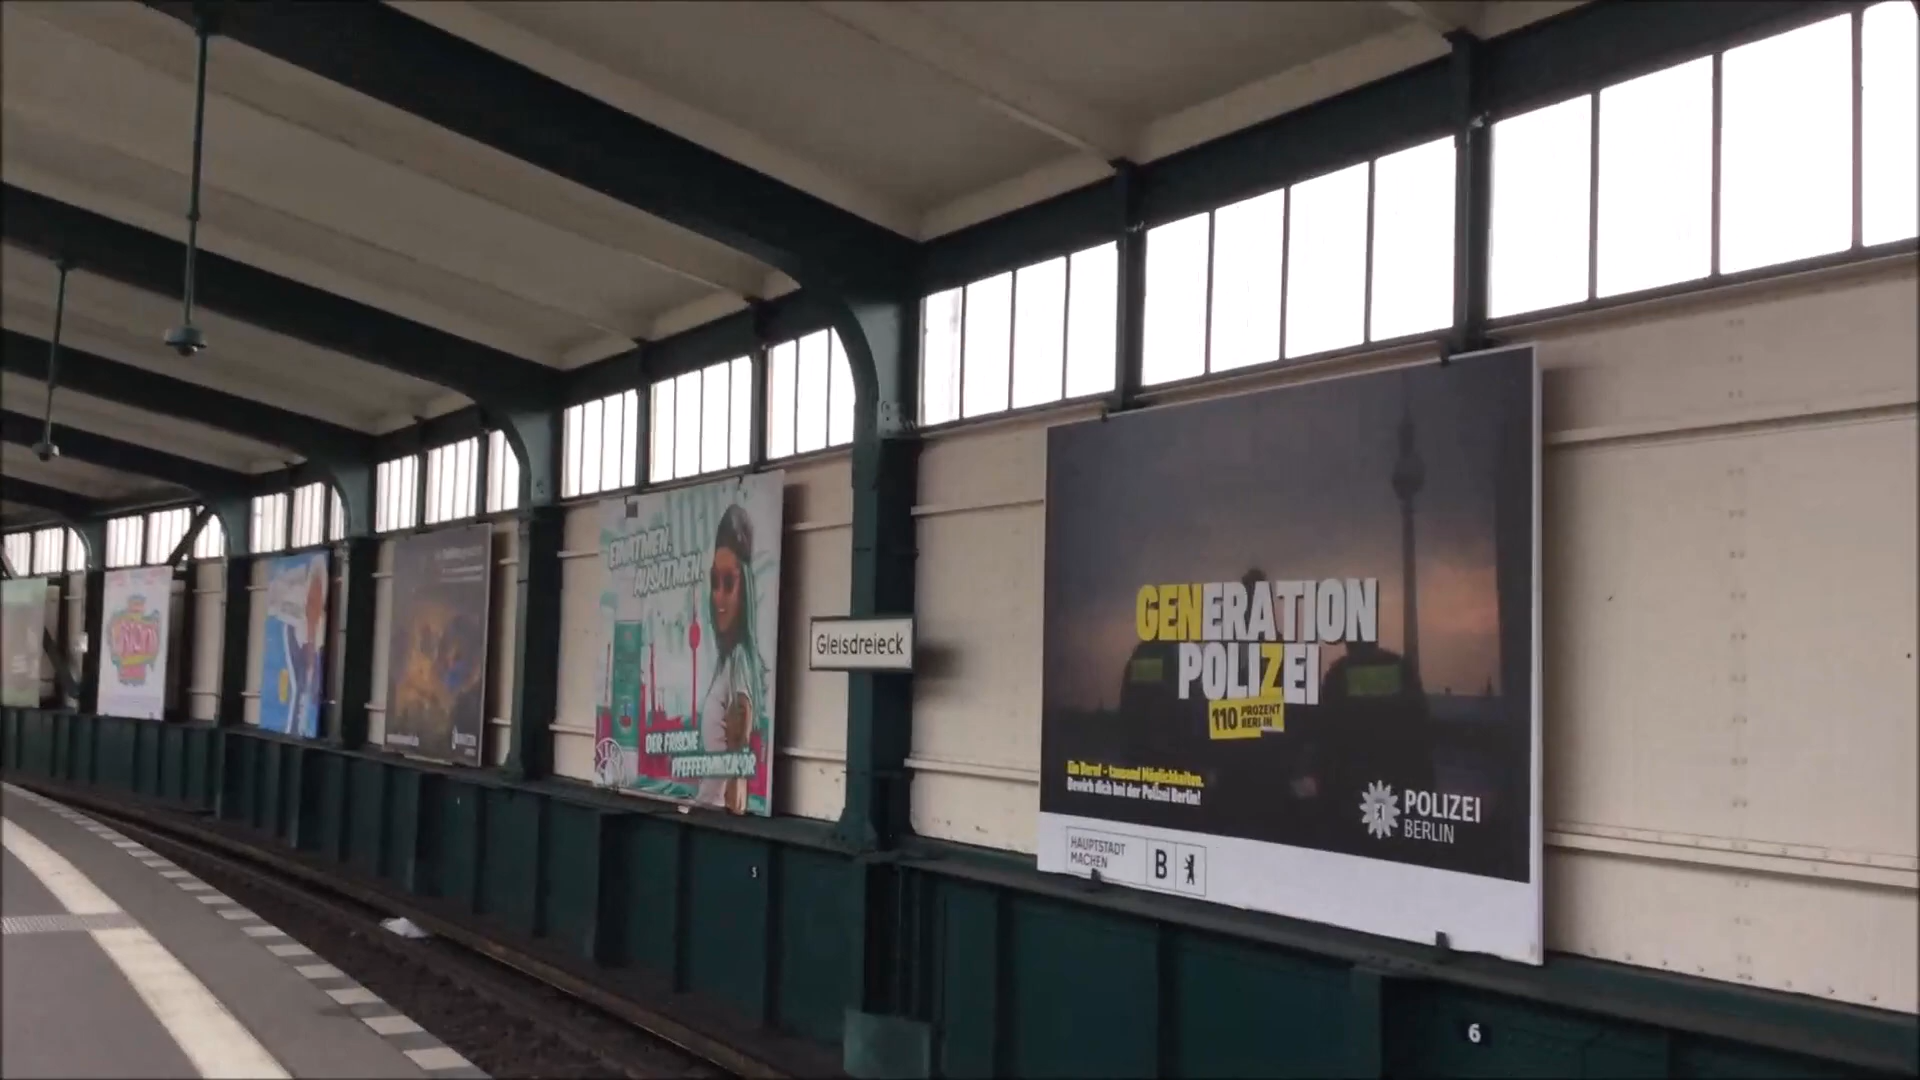 EINATMEN.
AUSATMEN.
DER FRISCHE
PFEFFERMINZLIKÖR
Gleisdreieck
GENERATION
POLIZEI
110 PROZENT
BERLIN
Ein Beruf – tausend Möglichkeiten.
Bewirb dich bei der Polizei Berlin!
POLIZEI
BERLIN
HAUPTSTADT
MACHEN
B
5
6